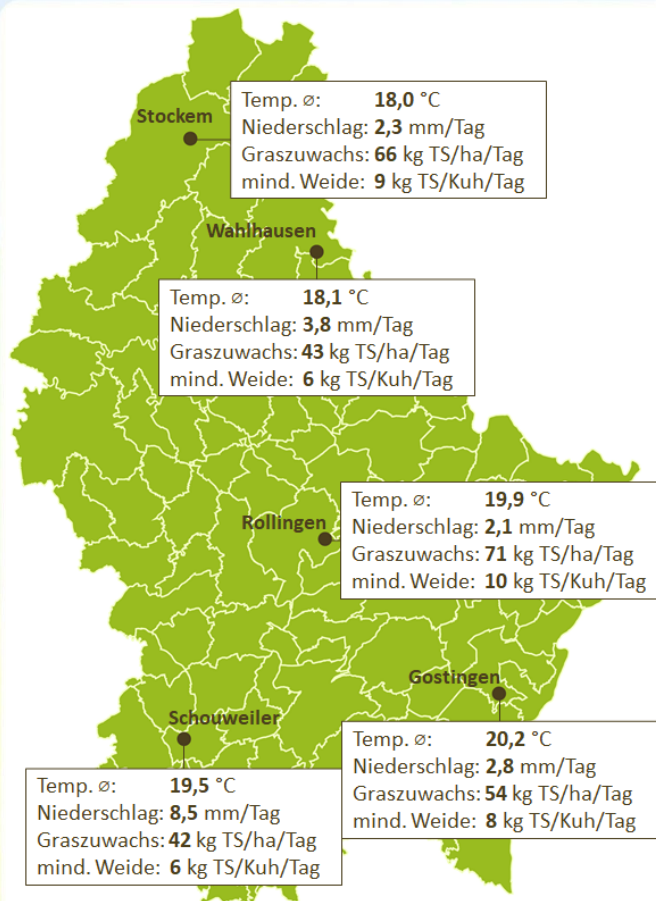 Stockem
Temp. ⌀: 18,0 °C
Niederschlag: 2,3 mm/Tag
Graszuwachs: 66 kg TS/ha/Tag
mind. Weide: 9 kg TS/Kuh/Tag
Wahlhausen
Temp. ⌀: 18,1 °C
Niederschlag: 3,8 mm/Tag
Graszuwachs: 43 kg TS/ha/Tag
mind. Weide: 6 kg TS/Kuh/Tag
Rollingen
Temp. ⌀: 19,9 °C
Niederschlag: 2,1 mm/Tag
Graszuwachs: 71 kg TS/ha/Tag
mind. Weide: 10 kg TS/Kuh/Tag
Gostingen
Temp. ⌀: 20,2 °C
Niederschlag: 2,8 mm/Tag
Graszuwachs: 54 kg TS/ha/Tag
mind. Weide: 8 kg TS/Kuh/Tag
Schouweiler
Temp. ⌀: 19,5 °C
Niederschlag: 8,5 mm/Tag
Graszuwachs: 42 kg TS/ha/Tag
mind. Weide: 6 kg TS/Kuh/Tag